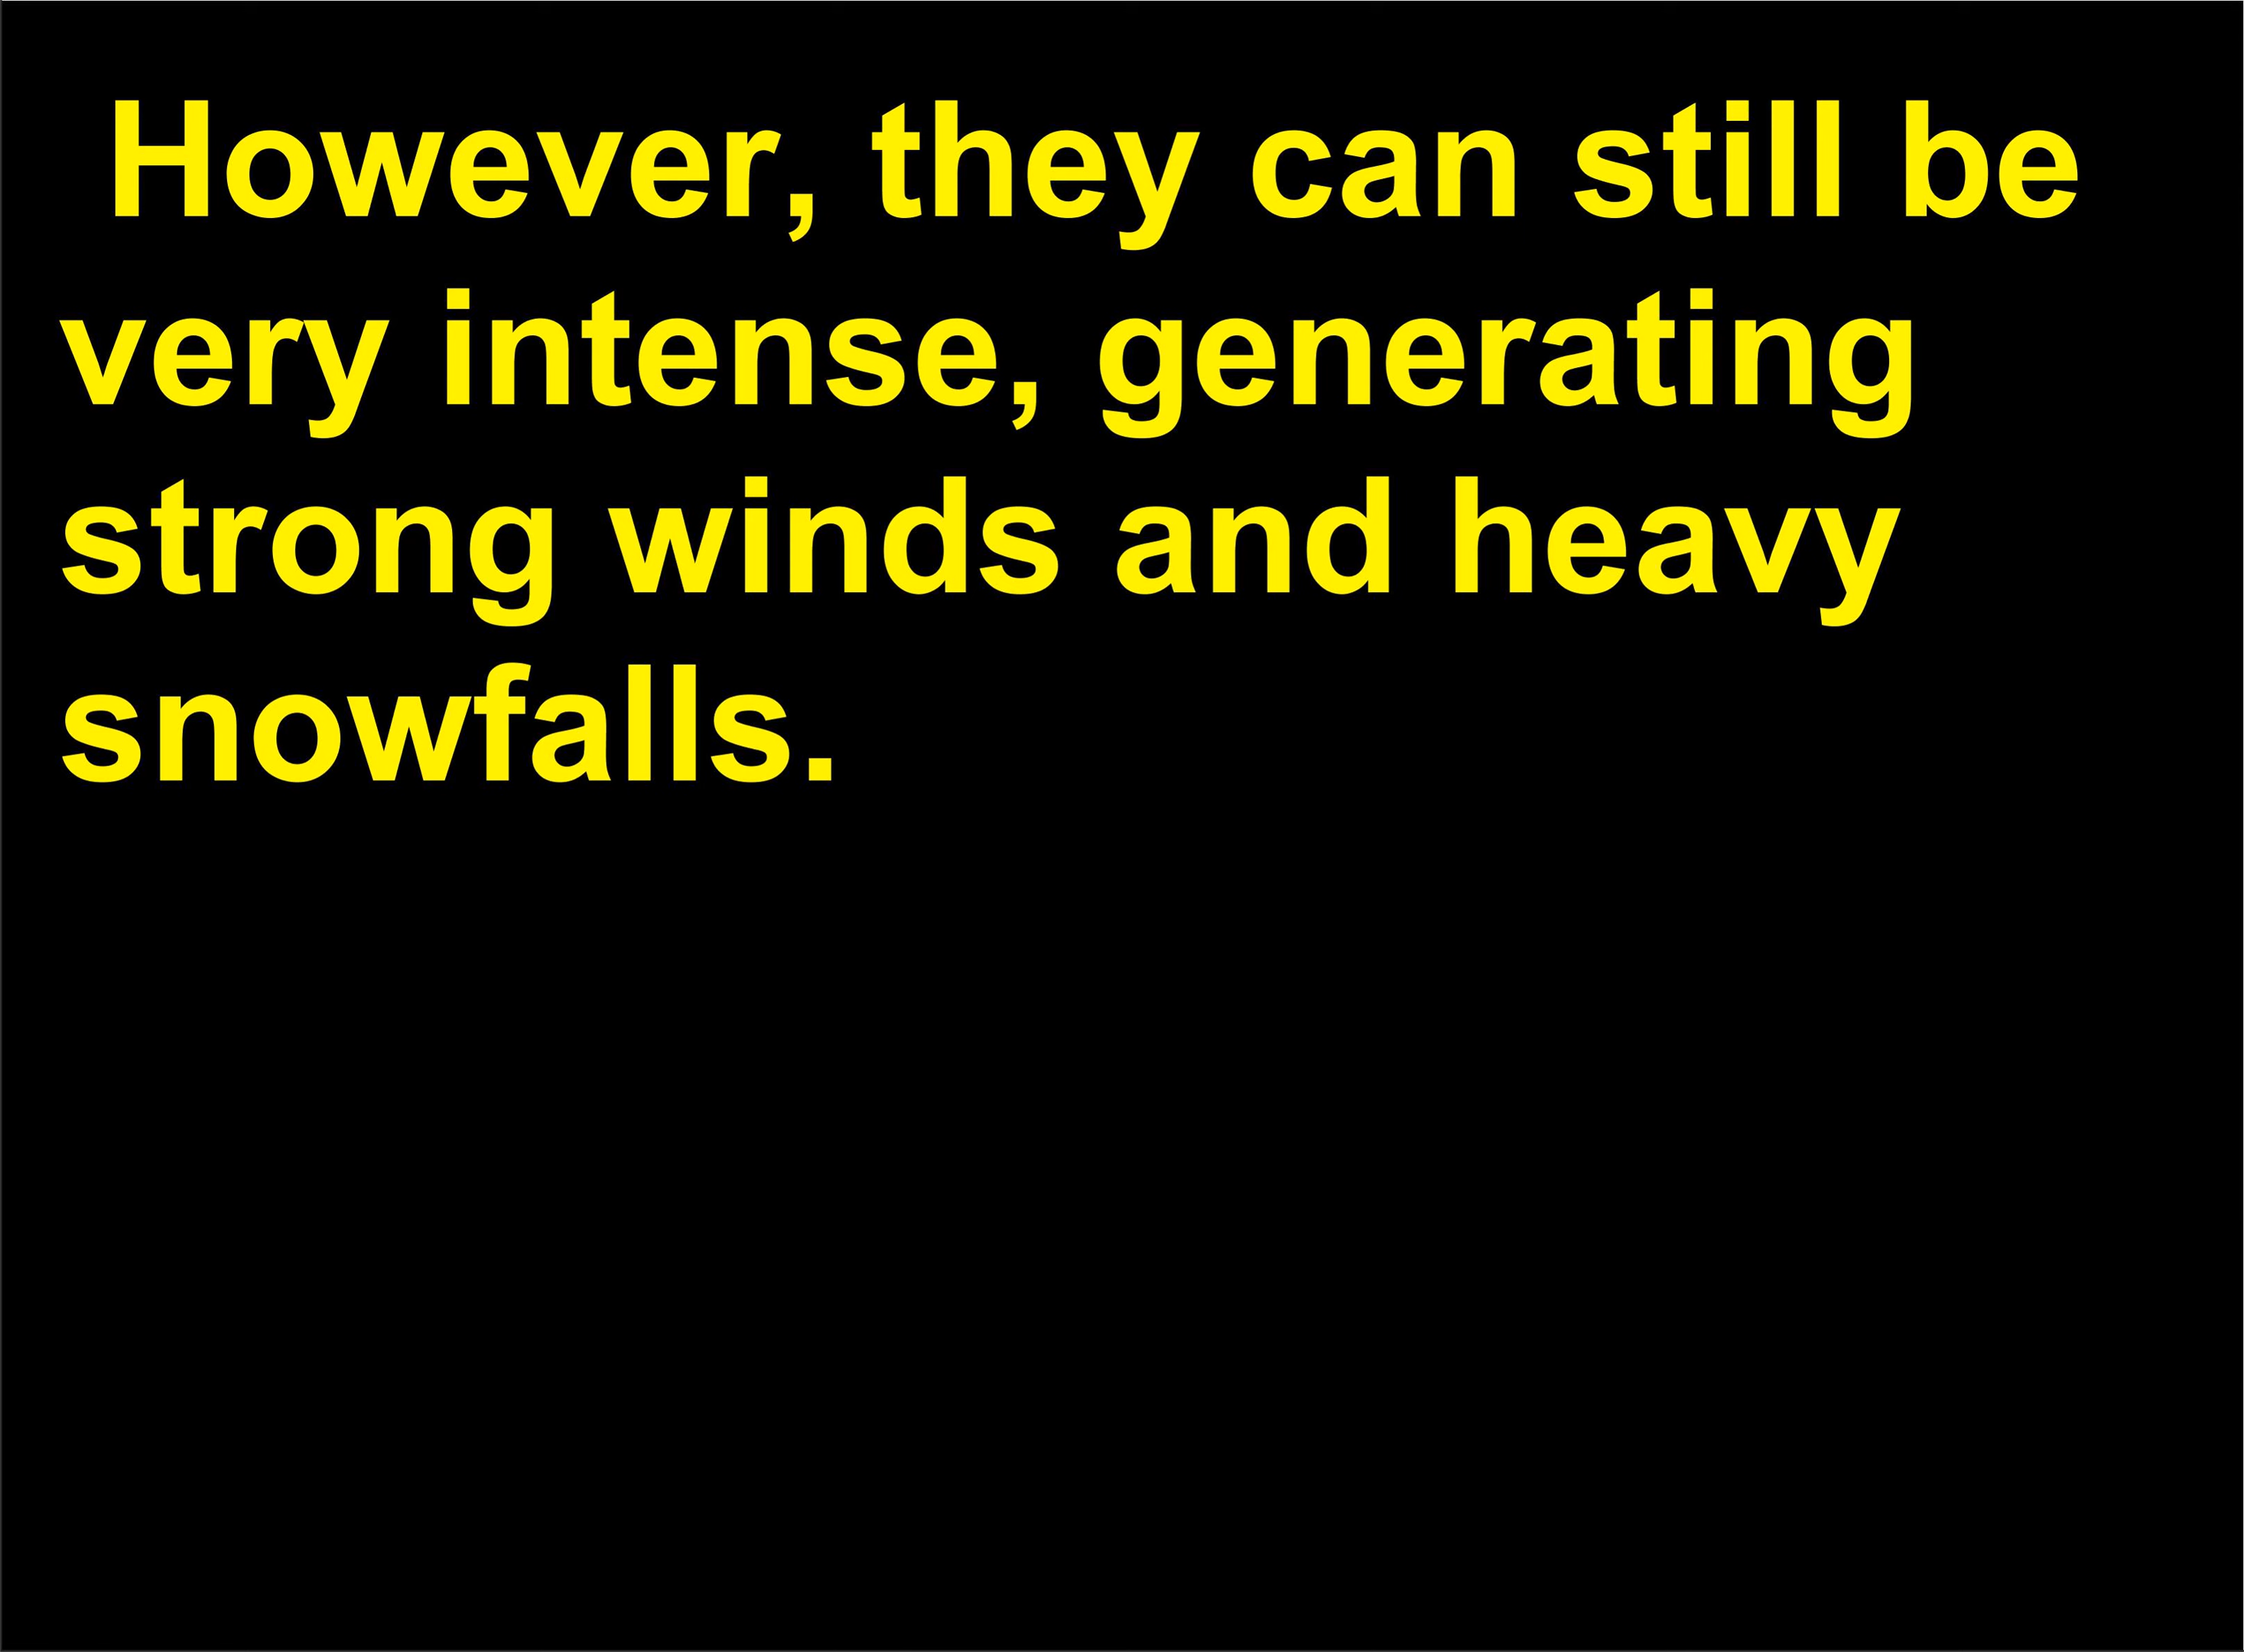 However, they can still be
very intense, generating
strong winds and heavy
snowfalls.